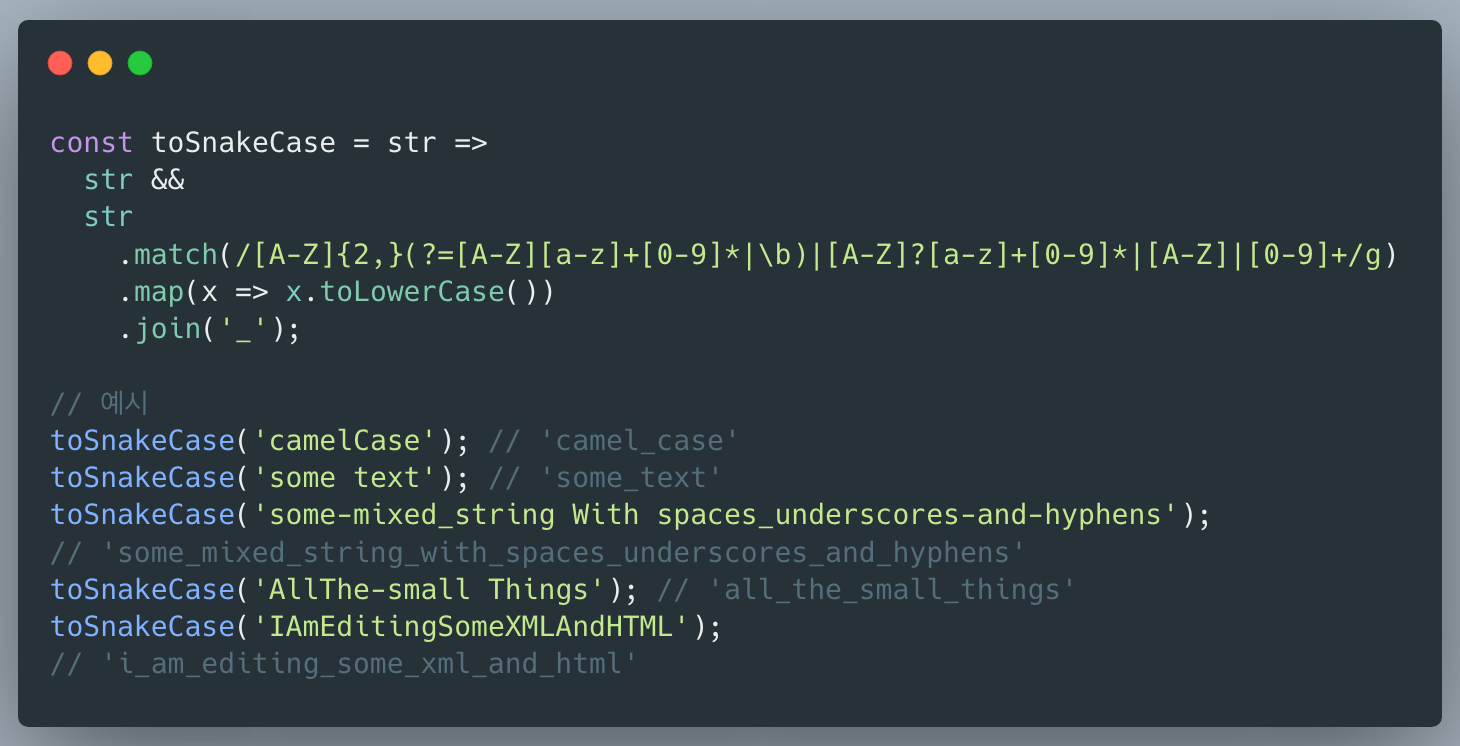 const toSnakeCase = str =>
  str &&
  str
    .match(/[A-Z]{2,}(?=[A-Z][a-z]+[0-9]*|\b)|[A-Z]?[a-z]+[0-9]*|[A-Z]|[0-9]+/g)
    .map(x => x.toLowerCase())
    .join('_');
// 예시
toSnakeCase('camelCase'); // 'camel_case'
toSnakeCase('some text'); // 'some_text'
toSnakeCase('some-mixed_string With spaces_underscores-and-hyphens');
// 'some_mixed_string_with_spaces_underscores_and_hyphens'
toSnakeCase('AllThe-small Things'); // 'all_the_small_things'
toSnakeCase('IAmEditingSomeXMLAndHTML');
// 'i_am_editing_some_xml_and_html'